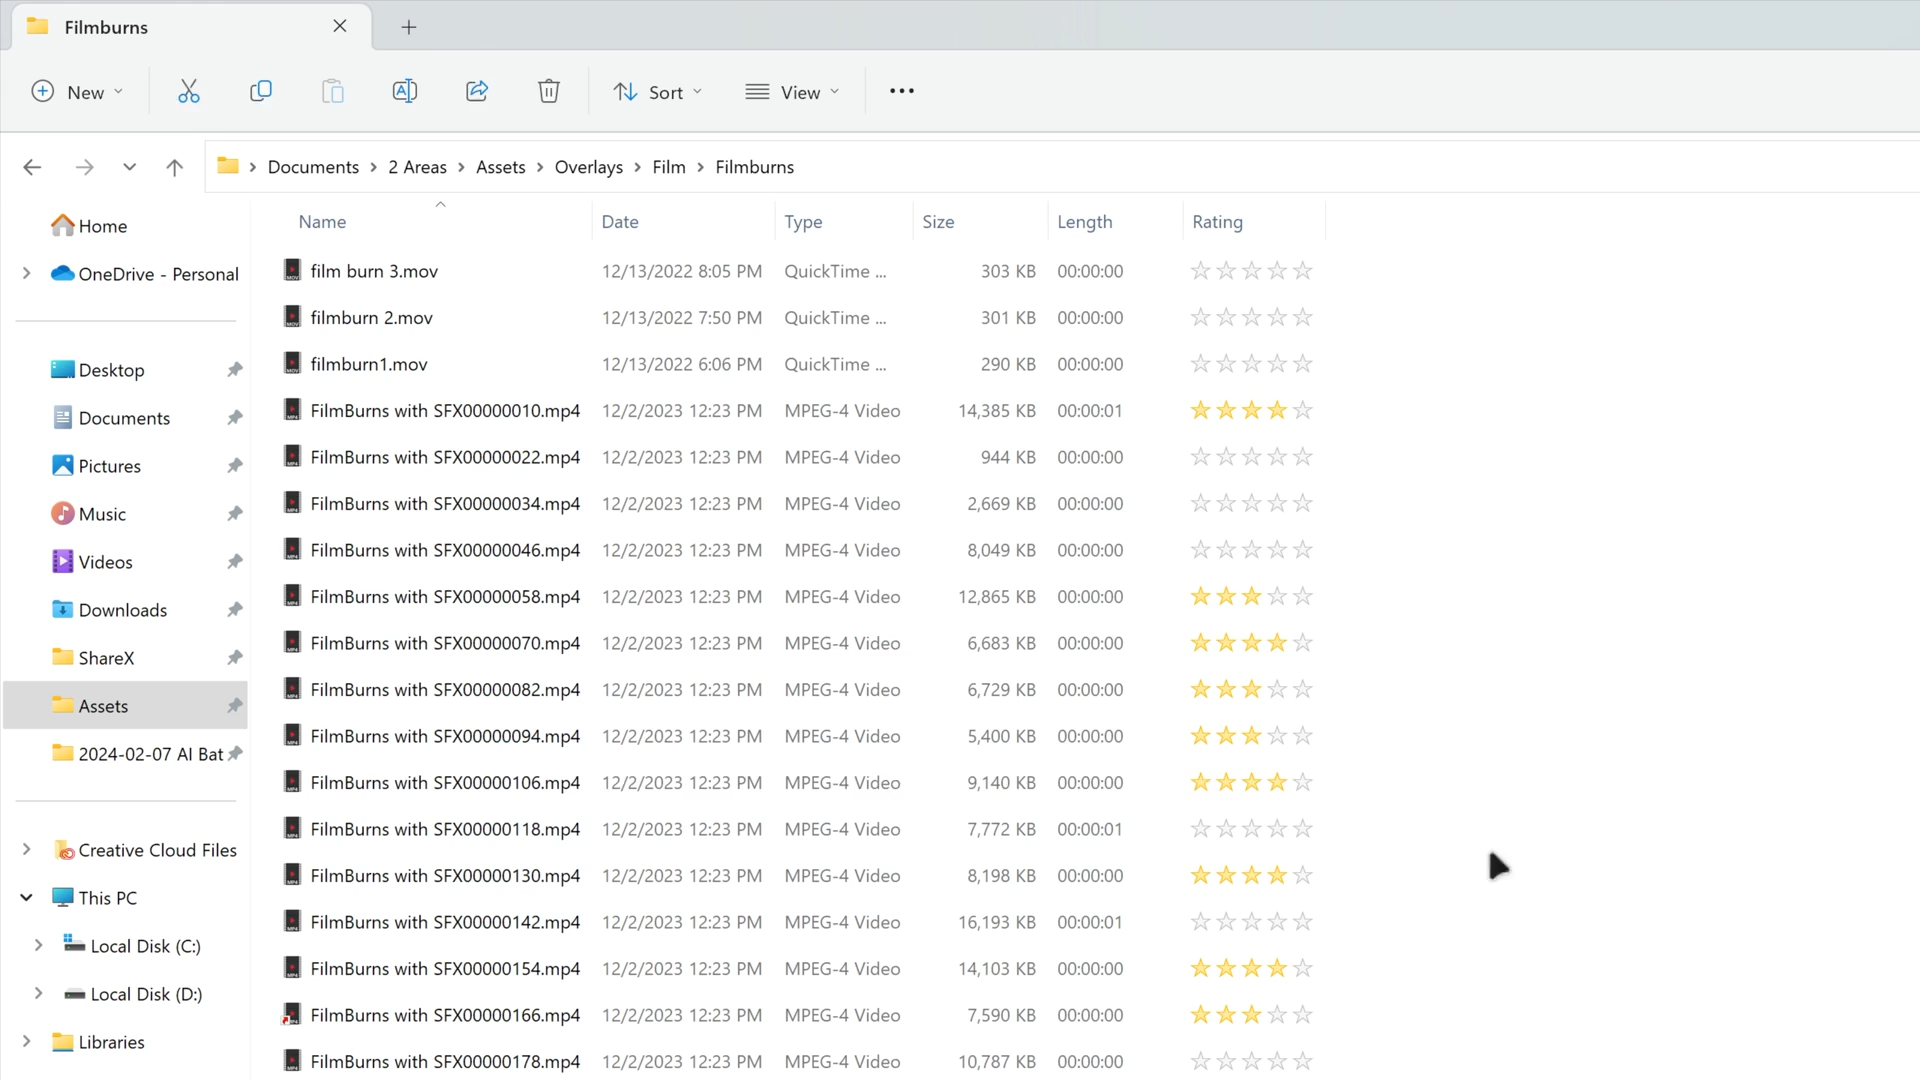 Filmburns
New
Sort
View
Documents > 2 Areas > Assets > Overlays > Film > Filmburns
Home
OneDrive - Personal
Desktop
Documents
Pictures
Music
Videos
Downloads
ShareX
Assets
2024-02-07 AI Bat
Creative Cloud Files
This PC
Local Disk (C:)
Local Disk (D:)
Libraries
Name Date Type Size Length Rating
film burn 3.mov 12/13/2022 8:05 PM QuickTime ... 303 KB 00:00:00
filmburn 2.mov 12/13/2022 7:50 PM QuickTime ... 301 KB 00:00:00
filmburn1.mov 12/13/2022 6:06 PM QuickTime ... 290 KB 00:00:00
FilmBurns with SFX00000010.mp4 12/2/2023 12:23 PM MPEG-4 Video 14,385 KB 00:00:01
FilmBurns with SFX00000022.mp4 12/2/2023 12:23 PM MPEG-4 Video 944 KB 00:00:00
FilmBurns with SFX00000034.mp4 12/2/2023 12:23 PM MPEG-4 Video 2,669 KB 00:00:00
FilmBurns with SFX00000046.mp4 12/2/2023 12:23 PM MPEG-4 Video 8,049 KB 00:00:00
FilmBurns with SFX00000058.mp4 12/2/2023 12:23 PM MPEG-4 Video 12,865 KB 00:00:00
FilmBurns with SFX00000070.mp4 12/2/2023 12:23 PM MPEG-4 Video 6,683 KB 00:00:00
FilmBurns with SFX00000082.mp4 12/2/2023 12:23 PM MPEG-4 Video 6,729 KB 00:00:00
FilmBurns with SFX00000094.mp4 12/2/2023 12:23 PM MPEG-4 Video 5,400 KB 00:00:00
FilmBurns with SFX00000106.mp4 12/2/2023 12:23 PM MPEG-4 Video 9,140 KB 00:00:00
FilmBurns with SFX00000118.mp4 12/2/2023 12:23 PM MPEG-4 Video 7,772 KB 00:00:01
FilmBurns with SFX00000130.mp4 12/2/2023 12:23 PM MPEG-4 Video 8,198 KB 00:00:00
FilmBurns with SFX00000142.mp4 12/2/2023 12:23 PM MPEG-4 Video 16,193 KB 00:00:01
FilmBurns with SFX00000154.mp4 12/2/2023 12:23 PM MPEG-4 Video 14,103 KB 00:00:00
FilmBurns with SFX00000166.mp4 12/2/2023 12:23 PM MPEG-4 Video 7,590 KB 00:00:00
FilmBurns with SFX00000178.mp4 12/2/2023 12:23 PM MPEG-4 Video 10,787 KB 00:00:00